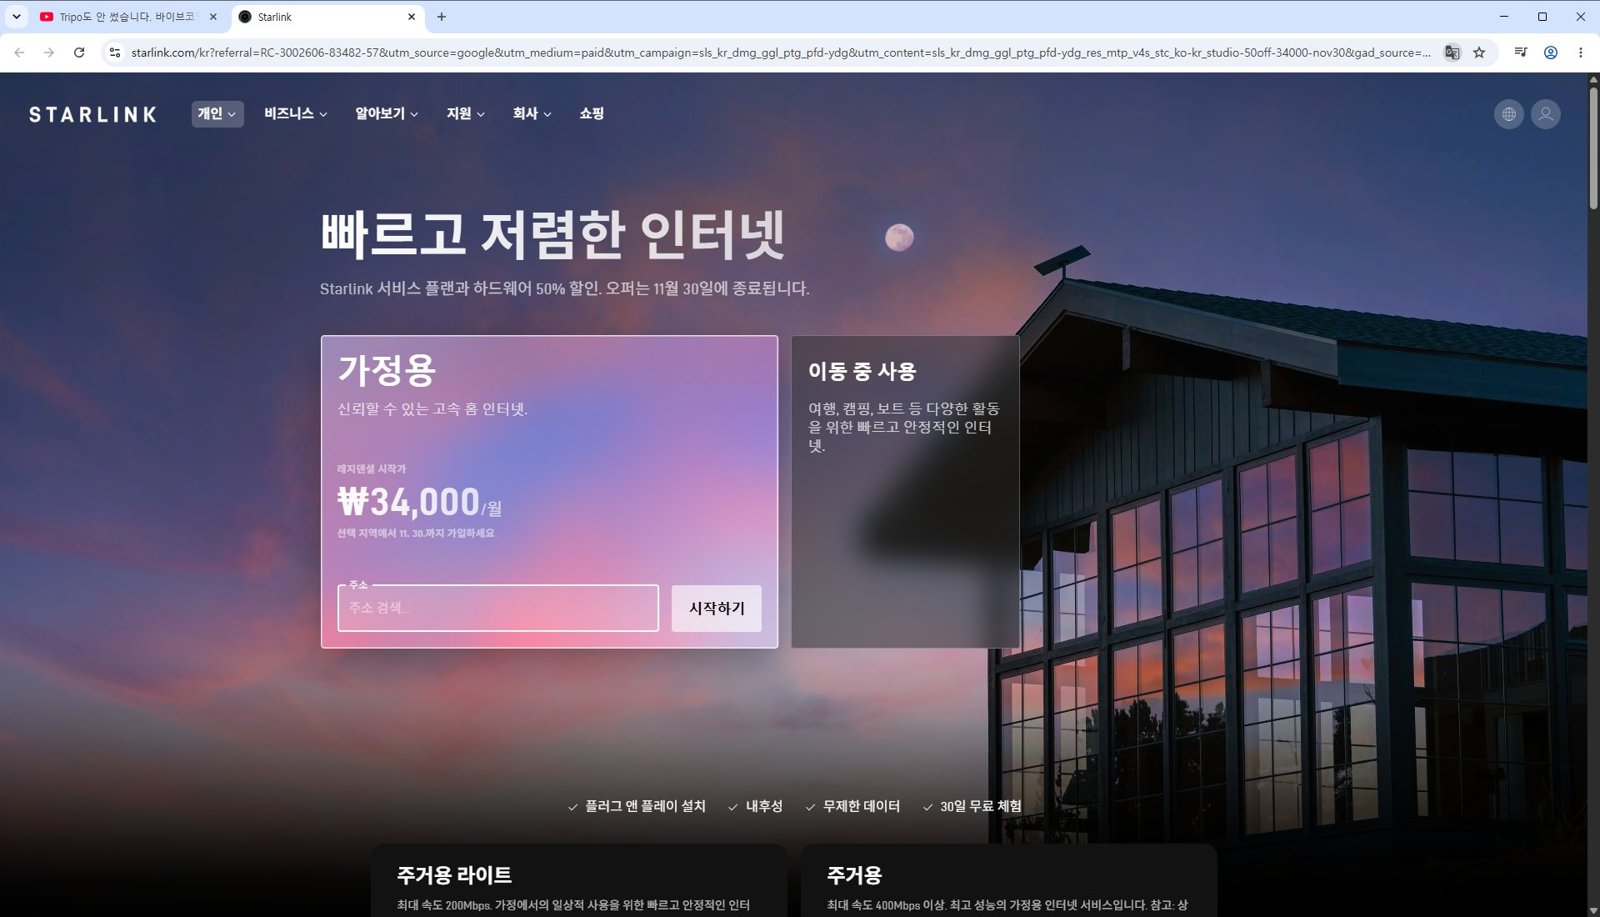 Tripo도 안 썼습니다. 바이브코
Starlink
starlink.com/kr?referral=RC-3002606-83482-57&utm_source=google&utm_medium=paid&utm_campaign=sls_kr_dmg_ggl_ptg_pfd-ydg&utm_content=sls_kr_dmg_ggl_ptg_pfd-ydg_res_mtp_v4s_stc_ko-kr_studio-50off-34000-nov30&gad_source=...
STARLINK
개인
비즈니스
알아보기
지원
회사
쇼핑
빠르고 저렴한 인터넷
Starlink 서비스 플랜과 하드웨어 50% 할인. 오퍼는 11월 30일에 종료됩니다.
가정용
신뢰할 수 있는 고속 홈 인터넷.
레지덴셜 시작가
₩34,000/월
선택 지역에서 11. 30.까지 가입하세요
주소
주소 검색...
시작하기
이동 중 사용
여행, 캠핑, 보트 등 다양한 활동
을 위한 빠르고 안정적인 인터
넷.
플러그 앤 플레이 설치
내후성
무제한 데이터
30일 무료 체험
주거용 라이트
최대 속도 200Mbps. 가정에서의 일상적 사용을 위한 빠르고 안정적인 인터
주거용
최대 속도 400Mbps 이상. 최고 성능의 가정용 인터넷 서비스입니다. 참고: 상